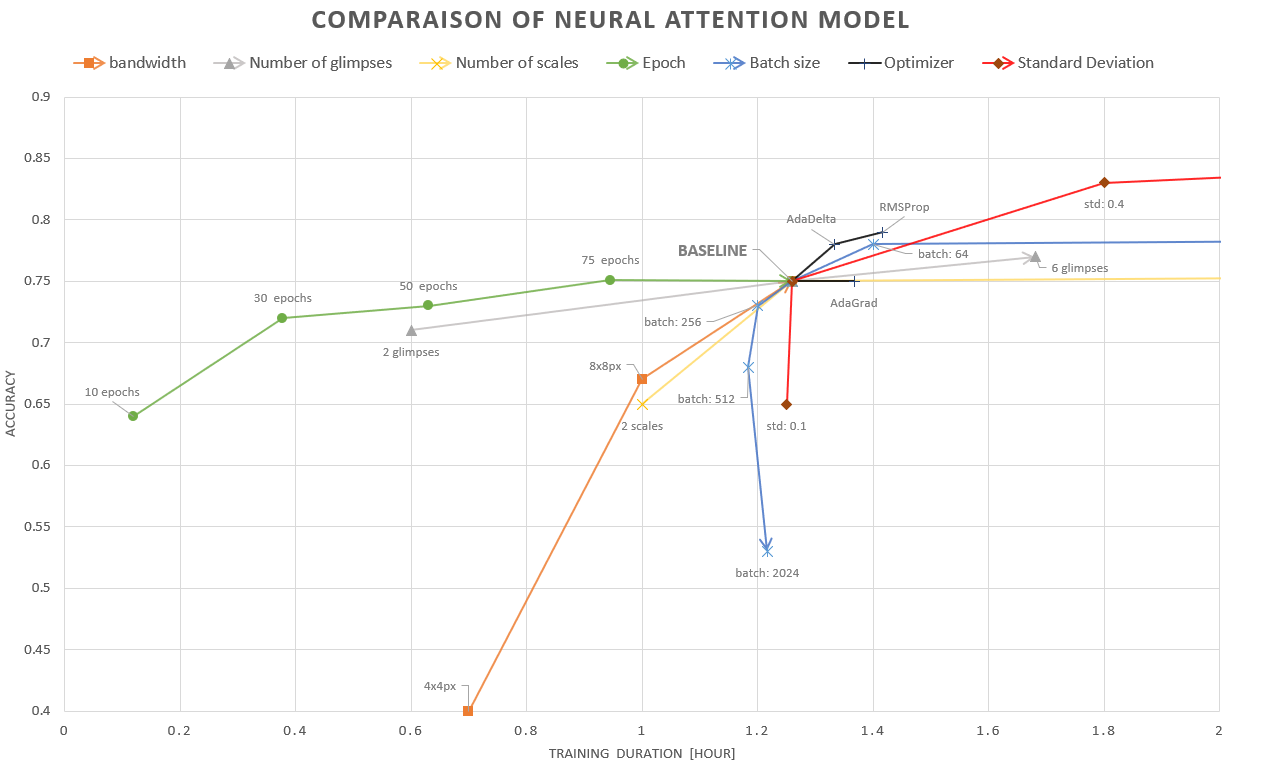 COMPARAISON OF NEURAL ATTENTION MODEL
bandwidth Number of glimpses Number of scales Epoch Batch size Optimizer Standard Deviation
0.9
0.85
0.8
0.75
0.7
0.65
0.6
0.55
0.5
0.45
0.4
ACCURACY
std: 0.4
RMSProp
AdaDelta
BASELINE
batch: 64
6 glimpses
75 epochs
50 epochs
30 epochs
AdaGrad
batch: 256
2 glimpses
8x8px
10 epochs
batch: 512
2 scales
std: 0.1
batch: 2024
4x4px
0 0.2 0.4 0.6 0.8 1 1.2 1.4 1.6 1.8 2
TRAINING DURATION [HOUR]